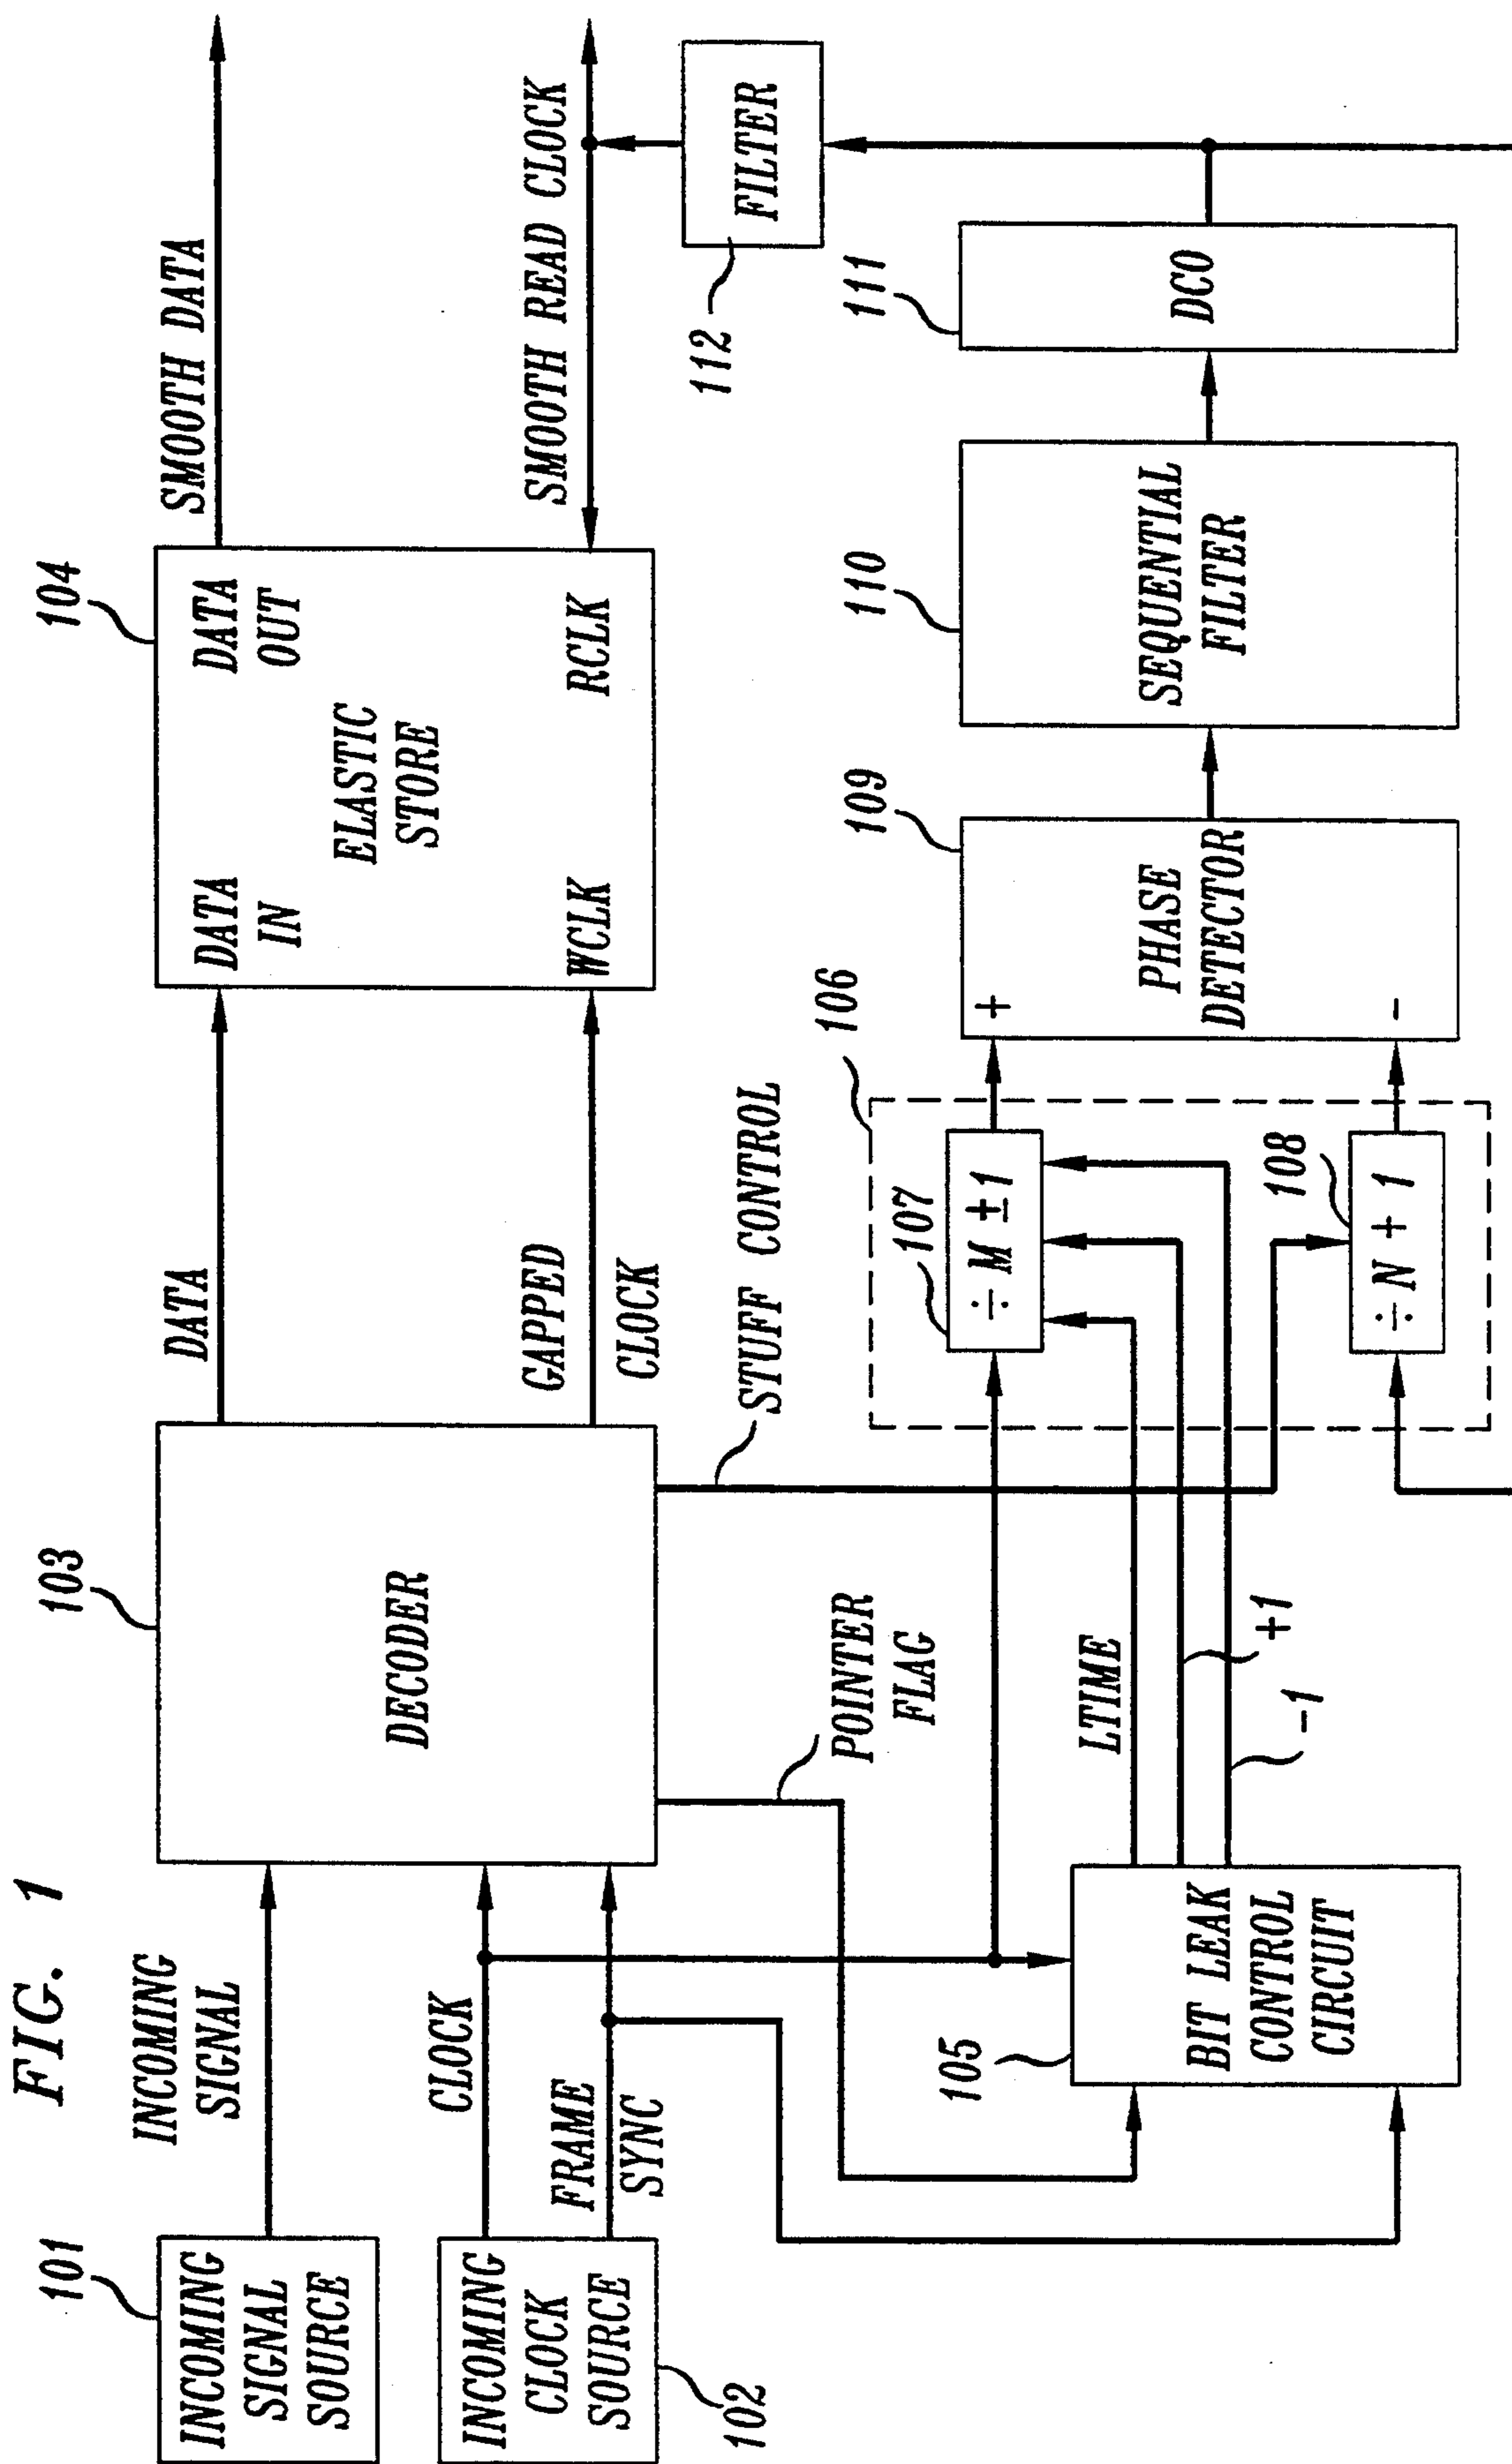 FIG. 1
101
INCOMING
SIGNAL
SOURCE
INCOMING
SIGNAL
INCOMING
CLOCK
SOURCE
102
CLOCK
FRAME
SYNC
103
DECODER
DATA
GAPPED
CLOCK
104
DATA
IN
DATA
OUT
ELASTIC
STORE
WCLK
RCLK
SMOOTH DATA
SMOOTH READ CLOCK
POINTER
FLAG
STUFF CONTROL
105
BIT LEAK
CONTROL
CIRCUIT
LTIME
+1
-1
106
107
÷ M ± 1
108
÷ N + 1
109
+
PHASE
DETECTOR
-
110
SEQUENTIAL
FILTER
111
DCO
112
FILTER